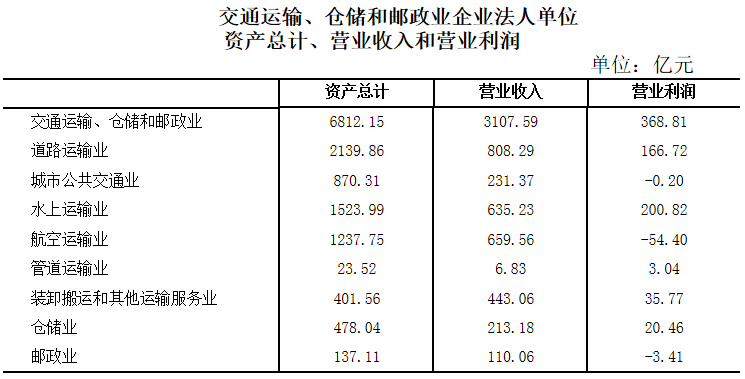 交通运输、仓储和邮政业企业法人单位
资产总计、营业收入和营业利润
单位：亿元
资产总计 营业收入 营业利润
交通运输、仓储和邮政业 6812.15 3107.59 368.81
道路运输业 2139.86 808.29 166.72
城市公共交通业 870.31 231.37 -0.20
水上运输业 1523.99 635.23 200.82
航空运输业 1237.75 659.56 -54.40
管道运输业 23.52 6.83 3.04
装卸搬运和其他运输服务业 401.56 443.06 35.77
仓储业 478.04 213.18 20.46
邮政业 137.11 110.06 -3.41